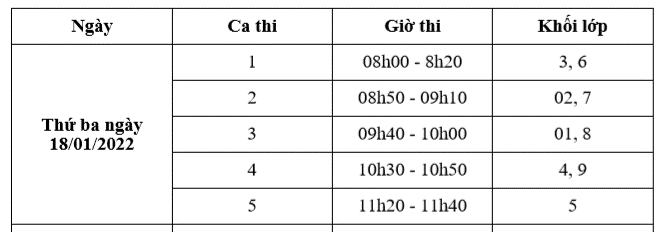 Ngày Ca thi Giờ thi Khối lớp
Thứ ba ngày
18/01/2022
1 08h00 - 8h20 3, 6
2 08h50 - 09h10 02, 7
3 09h40 - 10h00 01, 8
4 10h30 - 10h50 4, 9
5 11h20 - 11h40 5